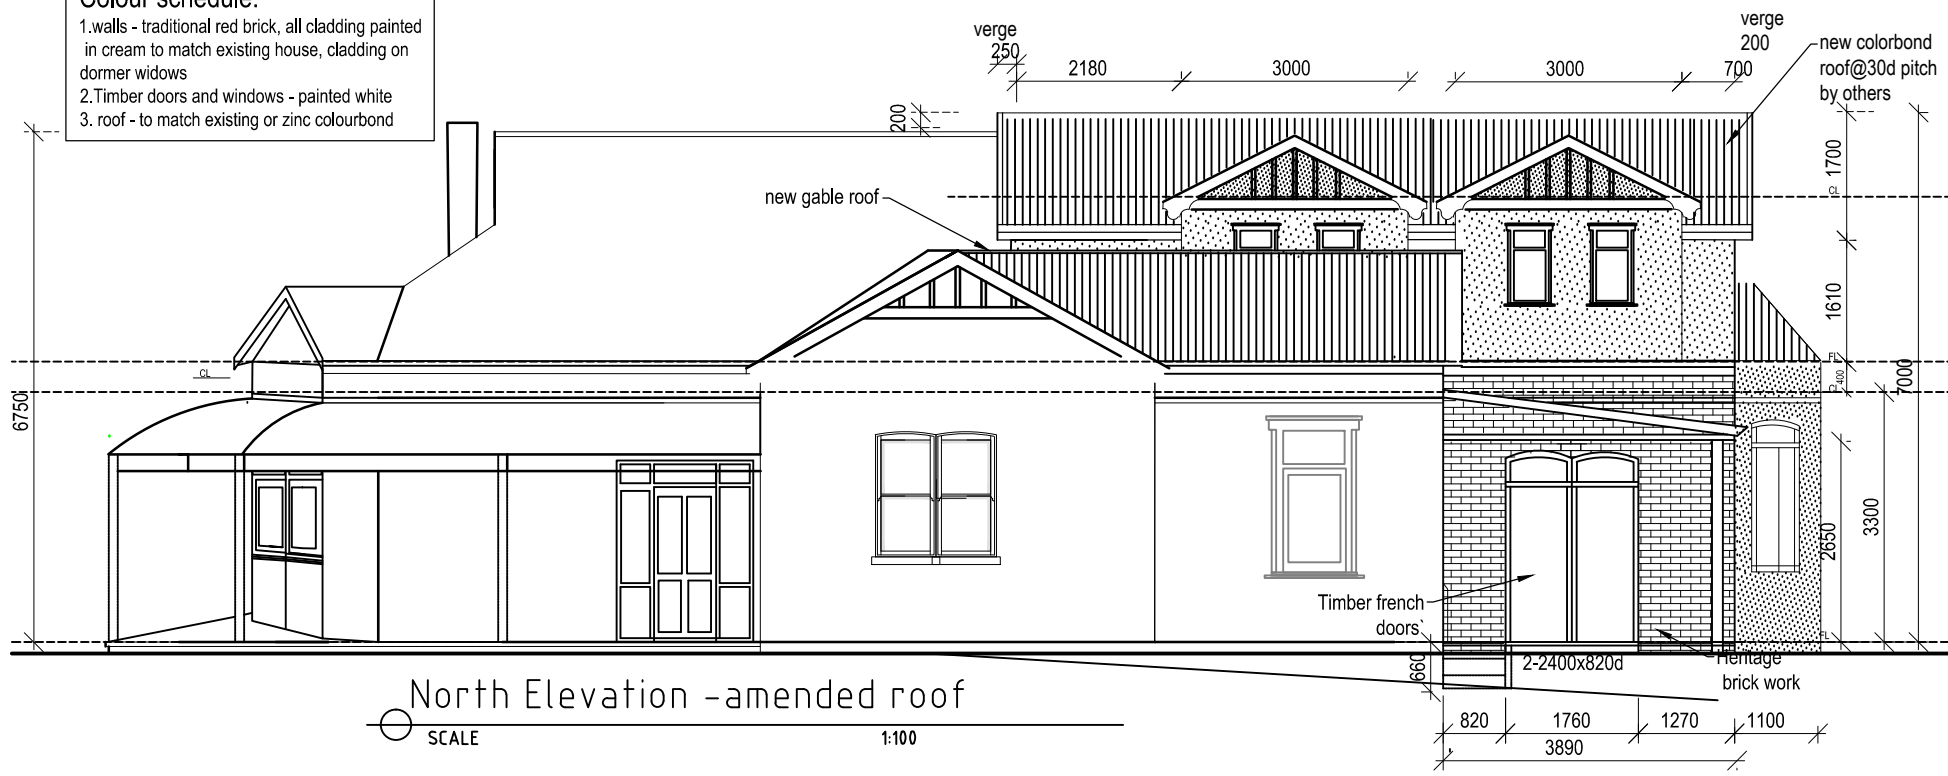 Colour schedule:
1.walls - traditional red brick, all cladding painted
in cream to match existing house, cladding on
dormer widows
2.Timber doors and windows - painted white
3. roof - to match existing or zinc colourbond
verge
250
2180
3000
3000
verge
200
700
new colorbond
roof@30d pitch
by others
200
1700
CL
new gable roof
1610
FL
CL
400
7000
6750
3300
2650
Timber french
doors`
FL
660
2-2400x820d
Heritage
brick work
North Elevation -amended roof
SCALE
1:100
820
1760
1270
1100
3890